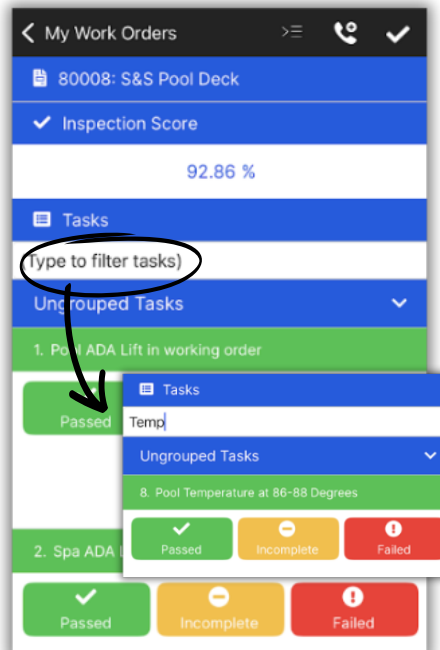 My Work Orders
80008: S&S Pool Deck
Inspection Score
92.86 %
Tasks
(Type to filter tasks)
Ungrouped Tasks
1. Pool ADA Lift in working order
Passed
Tasks
Temp
Ungrouped Tasks
8. Pool Temperature at 86-88 Degrees
Passed Incomplete Failed
2. Spa ADA
Passed Incomplete Failed